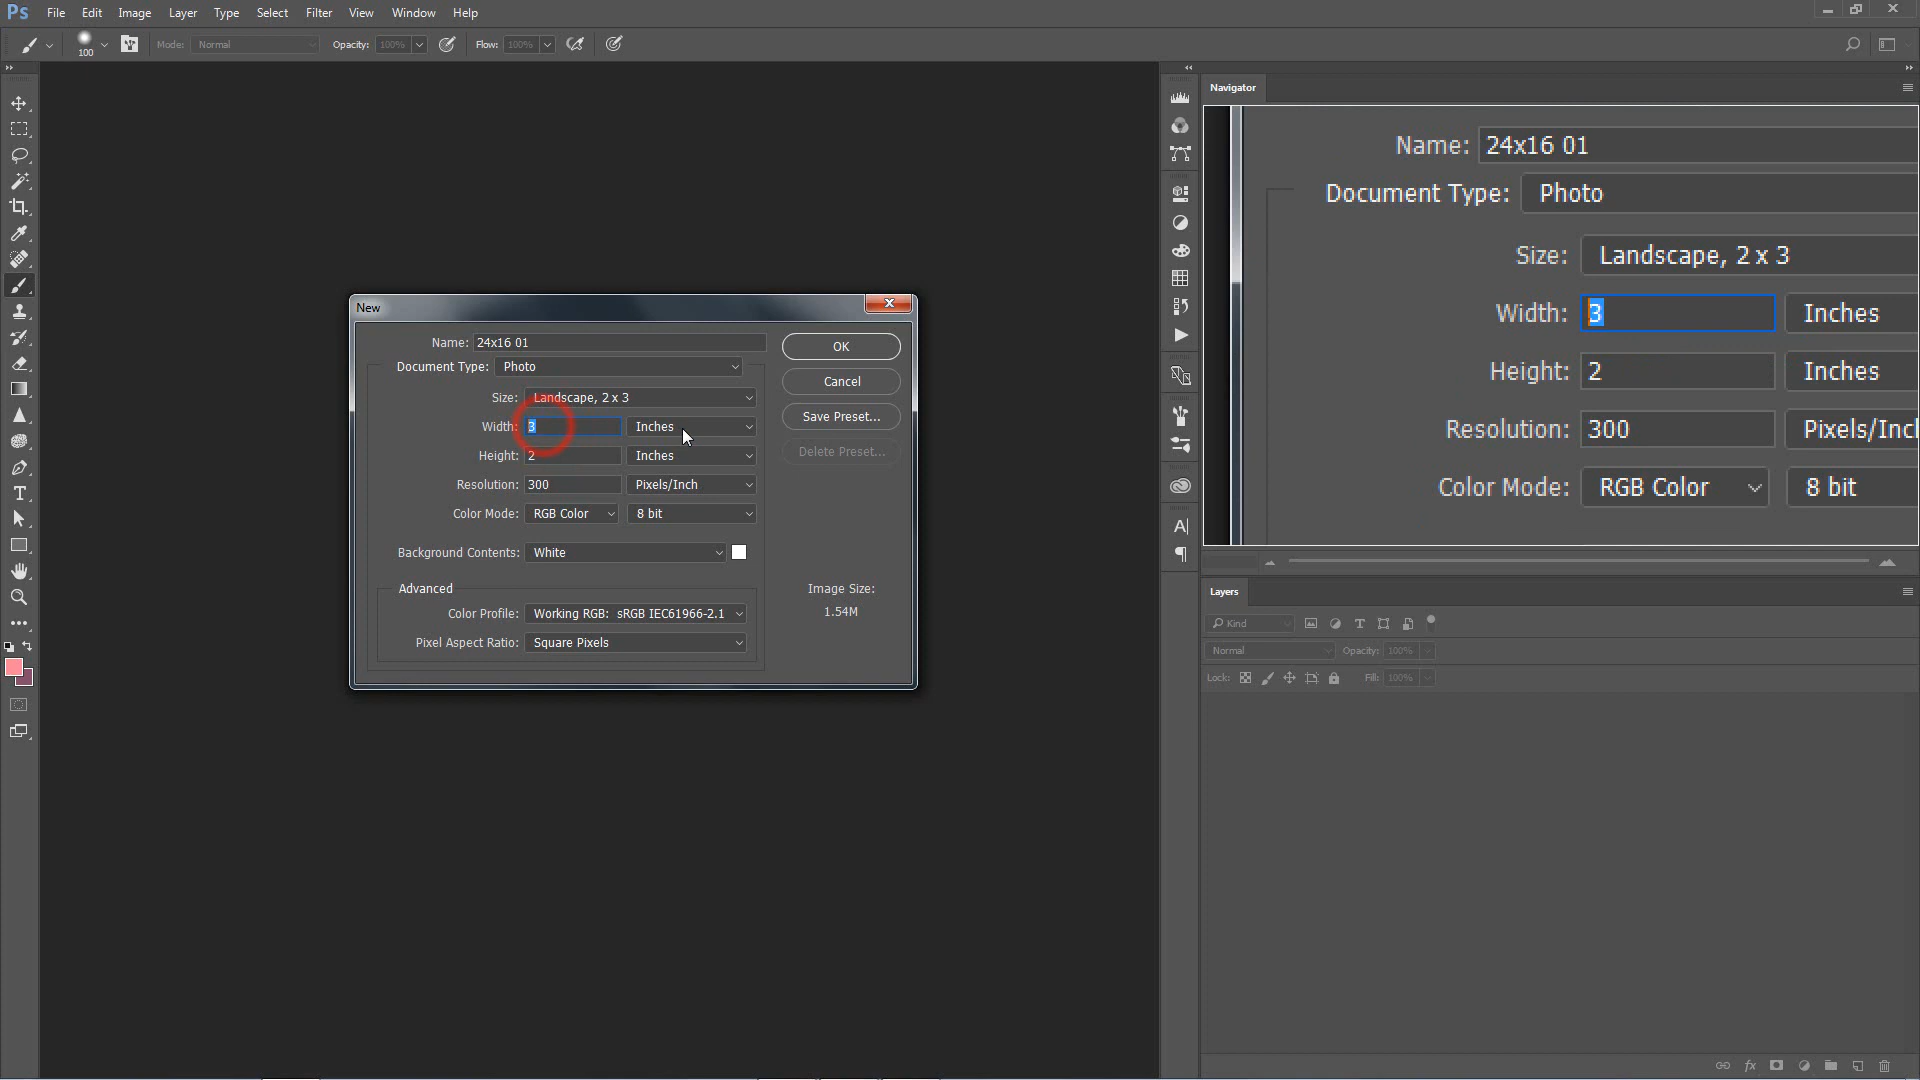 Ps File Edit Image Layer Type Select Filter View Window Help
100 Mode: Normal Opacity: 100% Flow: 100%
New
Name: 24x16 01
Document Type: Photo
Size: Landscape, 2 x 3
Width: 3 Inches
Height: 2 Inches
Resolution: 300 Pixels/Inch
Color Mode: RGB Color 8 bit
Background Contents: White
Advanced
Color Profile: Working RGB: sRGB IEC61966-2.1
Pixel Aspect Ratio: Square Pixels
OK
Cancel
Save Preset...
Delete Preset...
Image Size:
1.54M
Navigator
Name: 24x16 01
Document Type: Photo
Size: Landscape, 2 x 3
Width: 3 Inches
Height: 2 Inches
Resolution: 300 Pixels/Incl
Color Mode: RGB Color 8 bit
Layers
Kind
Normal Opacity: 100%
Lock: Fill: 100%